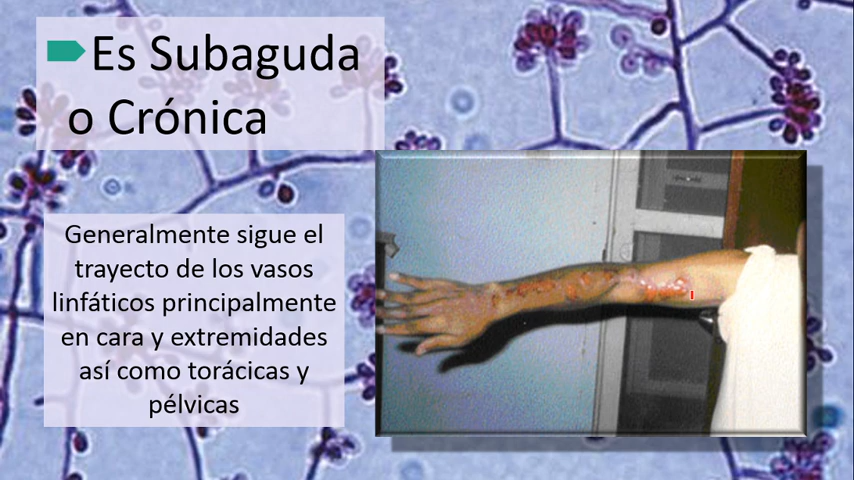 Es Subaguda
o Crónica
Generalmente sigue el
trayecto de los vasos
linfáticos principalmente
en cara y extremidades
así como torácicas y
pélvicas